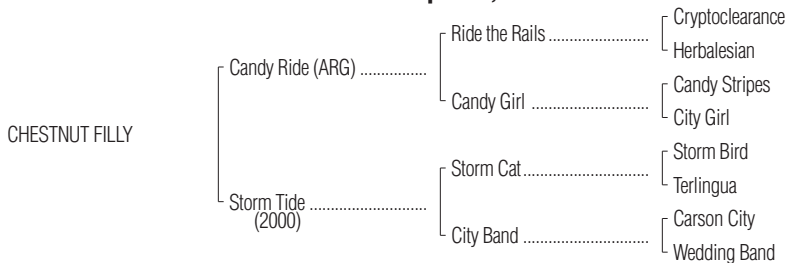 Cryptoclearance
Ride the Rails ......................
Herbalesian
Candy Ride (ARG) ................
Candy Stripes
Candy Girl ...........................
City Girl
CHESTNUT FILLY
Storm Bird
Storm Cat .............................
Terlingua
Storm Tide ............................
(2000)
Carson City
City Band .............................
Wedding Band